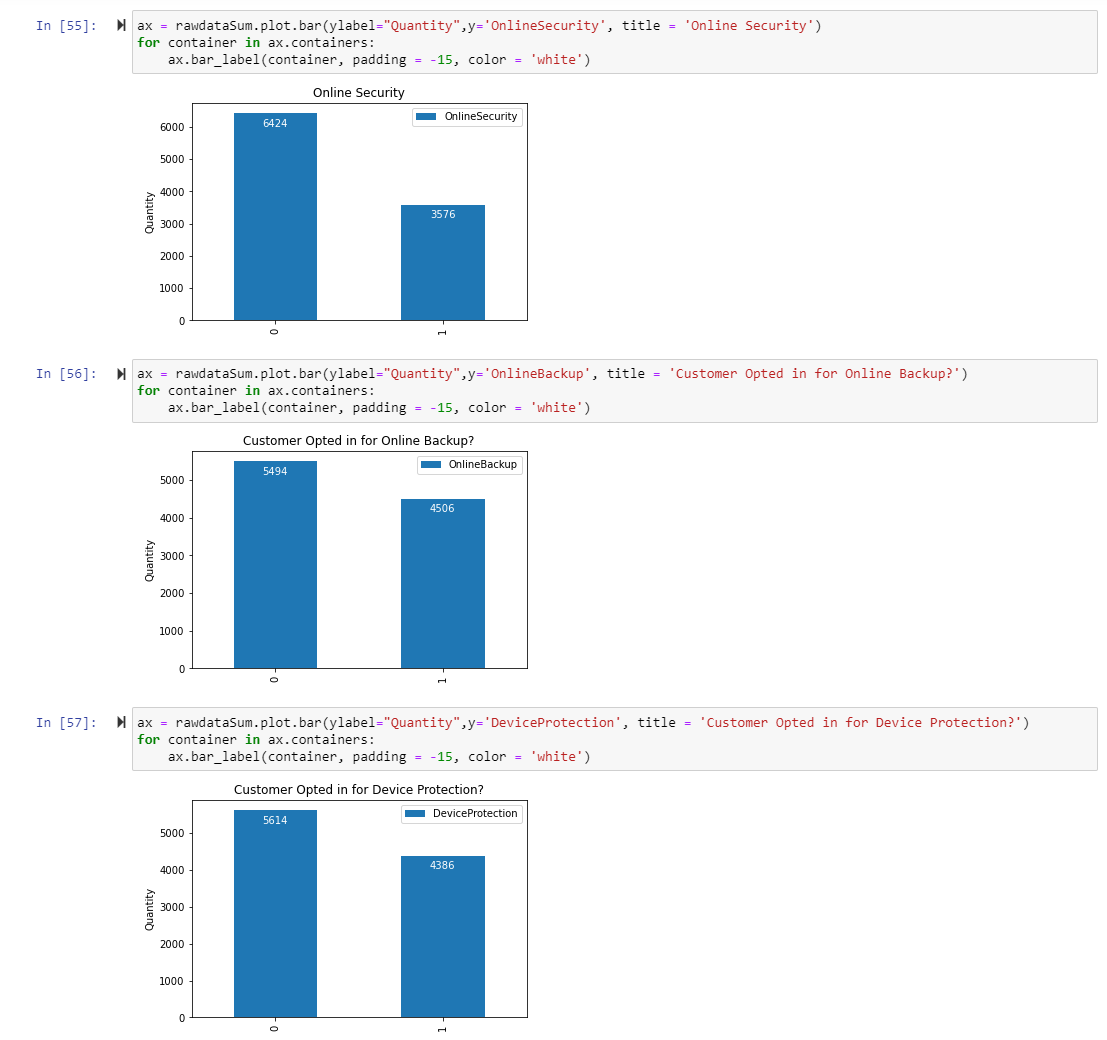 In [55]:
ax = rawdataSum.plot.bar(ylabel="Quantity",y='OnlineSecurity', title = 'Online Security')
for container in ax.containers:
    ax.bar_label(container, padding = -15, color = 'white')
Online Security
OnlineSecurity
6424
3576
Quantity
6000
5000
4000
3000
2000
1000
0
0
1
In [56]:
ax = rawdataSum.plot.bar(ylabel="Quantity",y='OnlineBackup', title = 'Customer Opted in for Online Backup?')
for container in ax.containers:
    ax.bar_label(container, padding = -15, color = 'white')
Customer Opted in for Online Backup?
OnlineBackup
5494
4506
Quantity
5000
4000
3000
2000
1000
0
0
1
In [57]:
ax = rawdataSum.plot.bar(ylabel="Quantity",y='DeviceProtection', title = 'Customer Opted in for Device Protection?')
for container in ax.containers:
    ax.bar_label(container, padding = -15, color = 'white')
Customer Opted in for Device Protection?
DeviceProtection
5614
4386
Quantity
5000
4000
3000
2000
1000
0
0
1